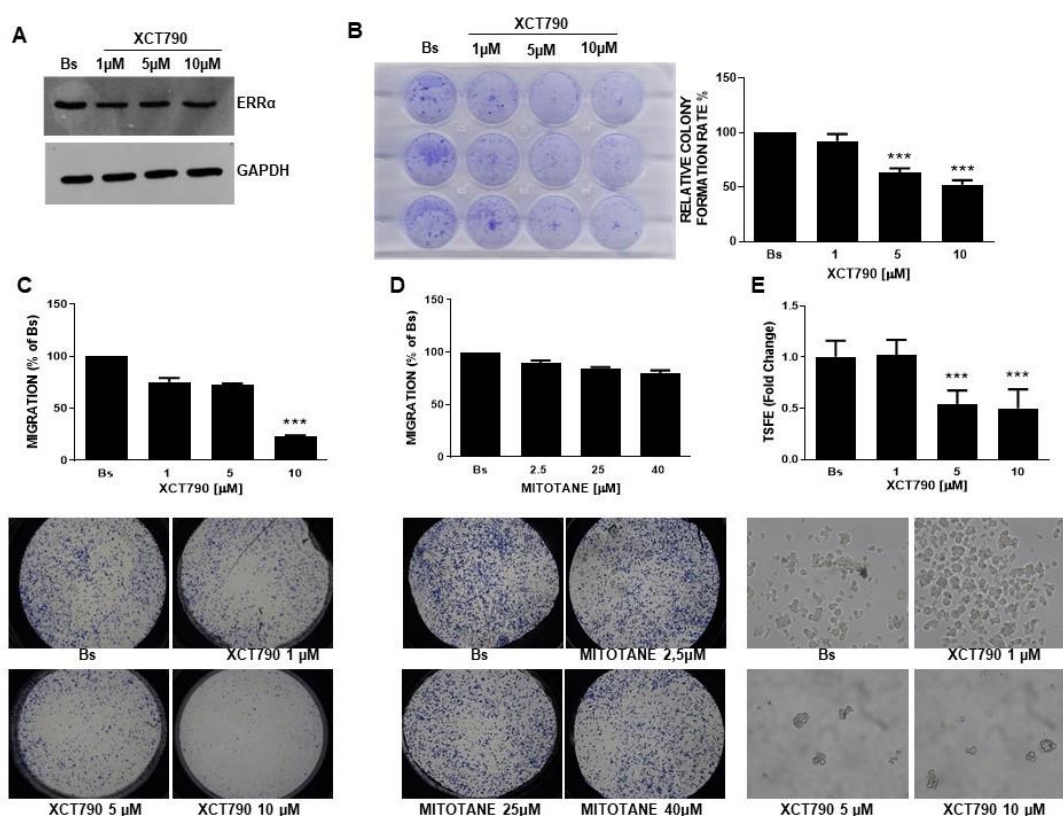 A
XCT790
Bs 1µM 5µM 10µM
ERRα
GAPDH
B
XCT790
Bs 1µM 5µM 10µM
RELATIVE COLONY
FORMATION RATE %
150
100
50
0
*** ***
Bs 1 5 10
XCT790 [µM]
C
MIGRATION (% of Bs)
150
100
50
0
***
Bs 1 5 10
XCT790 [µM]
Bs XCT790 1 µM
XCT790 5 µM XCT790 10 µM
D
MIGRATION (% of Bs)
150
100
50
0
Bs 2.5 25 40
MITOTANE [µM]
Bs MITOTANE 2,5µM
MITOTANE 25µM MITOTANE 40µM
E
TSFE (Fold Change)
1.5
1.0
0.5
0.0
*** ***
Bs 1 5 10
XCT790 [µM]
Bs XCT790 1 µM
XCT790 5 µM XCT790 10 µM